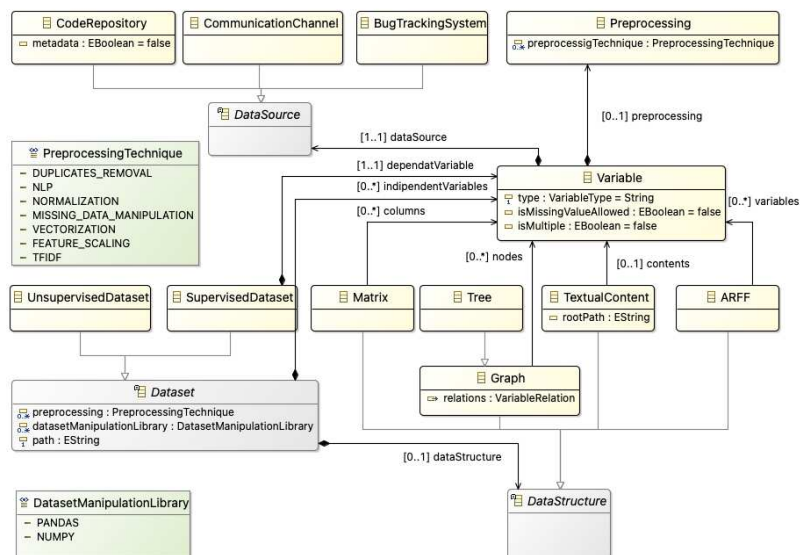 CodeRepository
metadata : EBoolean = false
CommunicationChannel
BugTrackingSystem
Preprocessing
preprocessigTechnique : PreprocessingTechnique
DataSource
[0..1] preprocessing
[1..1] dataSource
PreprocessingTechnique
DUPLICATES_REMOVAL
NLP
NORMALIZATION
MISSING_DATA_MANIPULATION
VECTORIZATION
FEATURE_SCALING
TFIDF
[1..1] dependatVariable
[0..*] indipendentVariables
[0..*] columns
Variable
type : VariableType = String
isMissingValueAllowed : EBoolean = false
isMultiple : EBoolean = false
[0..*] variables
[0..*] nodes
[0..1] contents
UnsupervisedDataset
SupervisedDataset
Matrix
Tree
TextualContent
rootPath : EString
ARFF
Graph
relations : VariableRelation
Dataset
0..* preprocessing : PreprocessingTechnique
0..* datasetManipulationLibrary : DatasetManipulationLibrary
1 path : EString
[0..1] dataStructure
DatasetManipulationLibrary
PANDAS
NUMPY
DataStructure